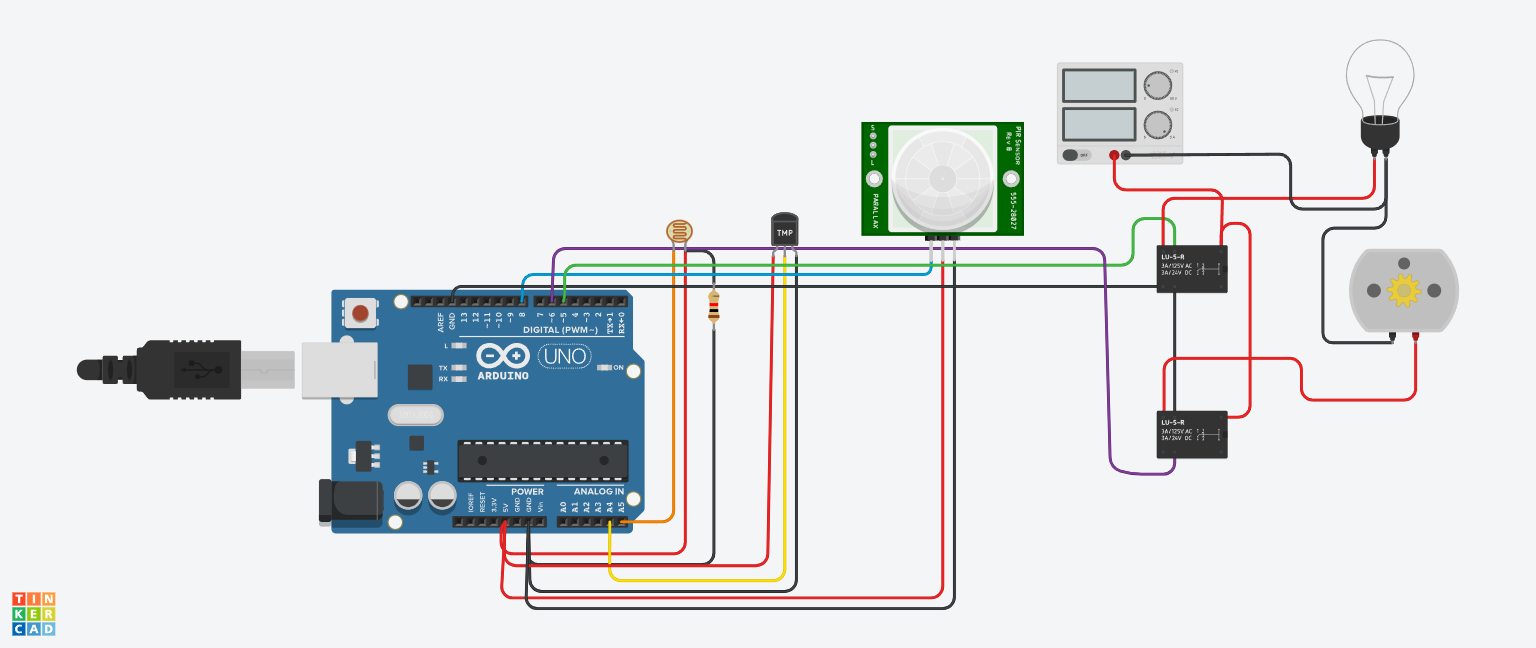 PIR SENSOR
Rev B
S
L
PARALLAX
555-28027
TMP
LU-5-R
3A/125V AC
3A/24V DC
LU-5-R
3A/125V AC
3A/24V DC
AREF
GND
13
12
~11
~10
~9
8
7
~6
~5
4
~3
2
TX→1
RX←0
DIGITAL (PWM~)
L
TX
RX
UNO
ARDUINO
ON
POWER
ANALOG IN
IOREF
RESET
3.3V
5V
GND
GND
Vin
A0
A1
A2
A3
A4
A5
TIN
KER
CAD